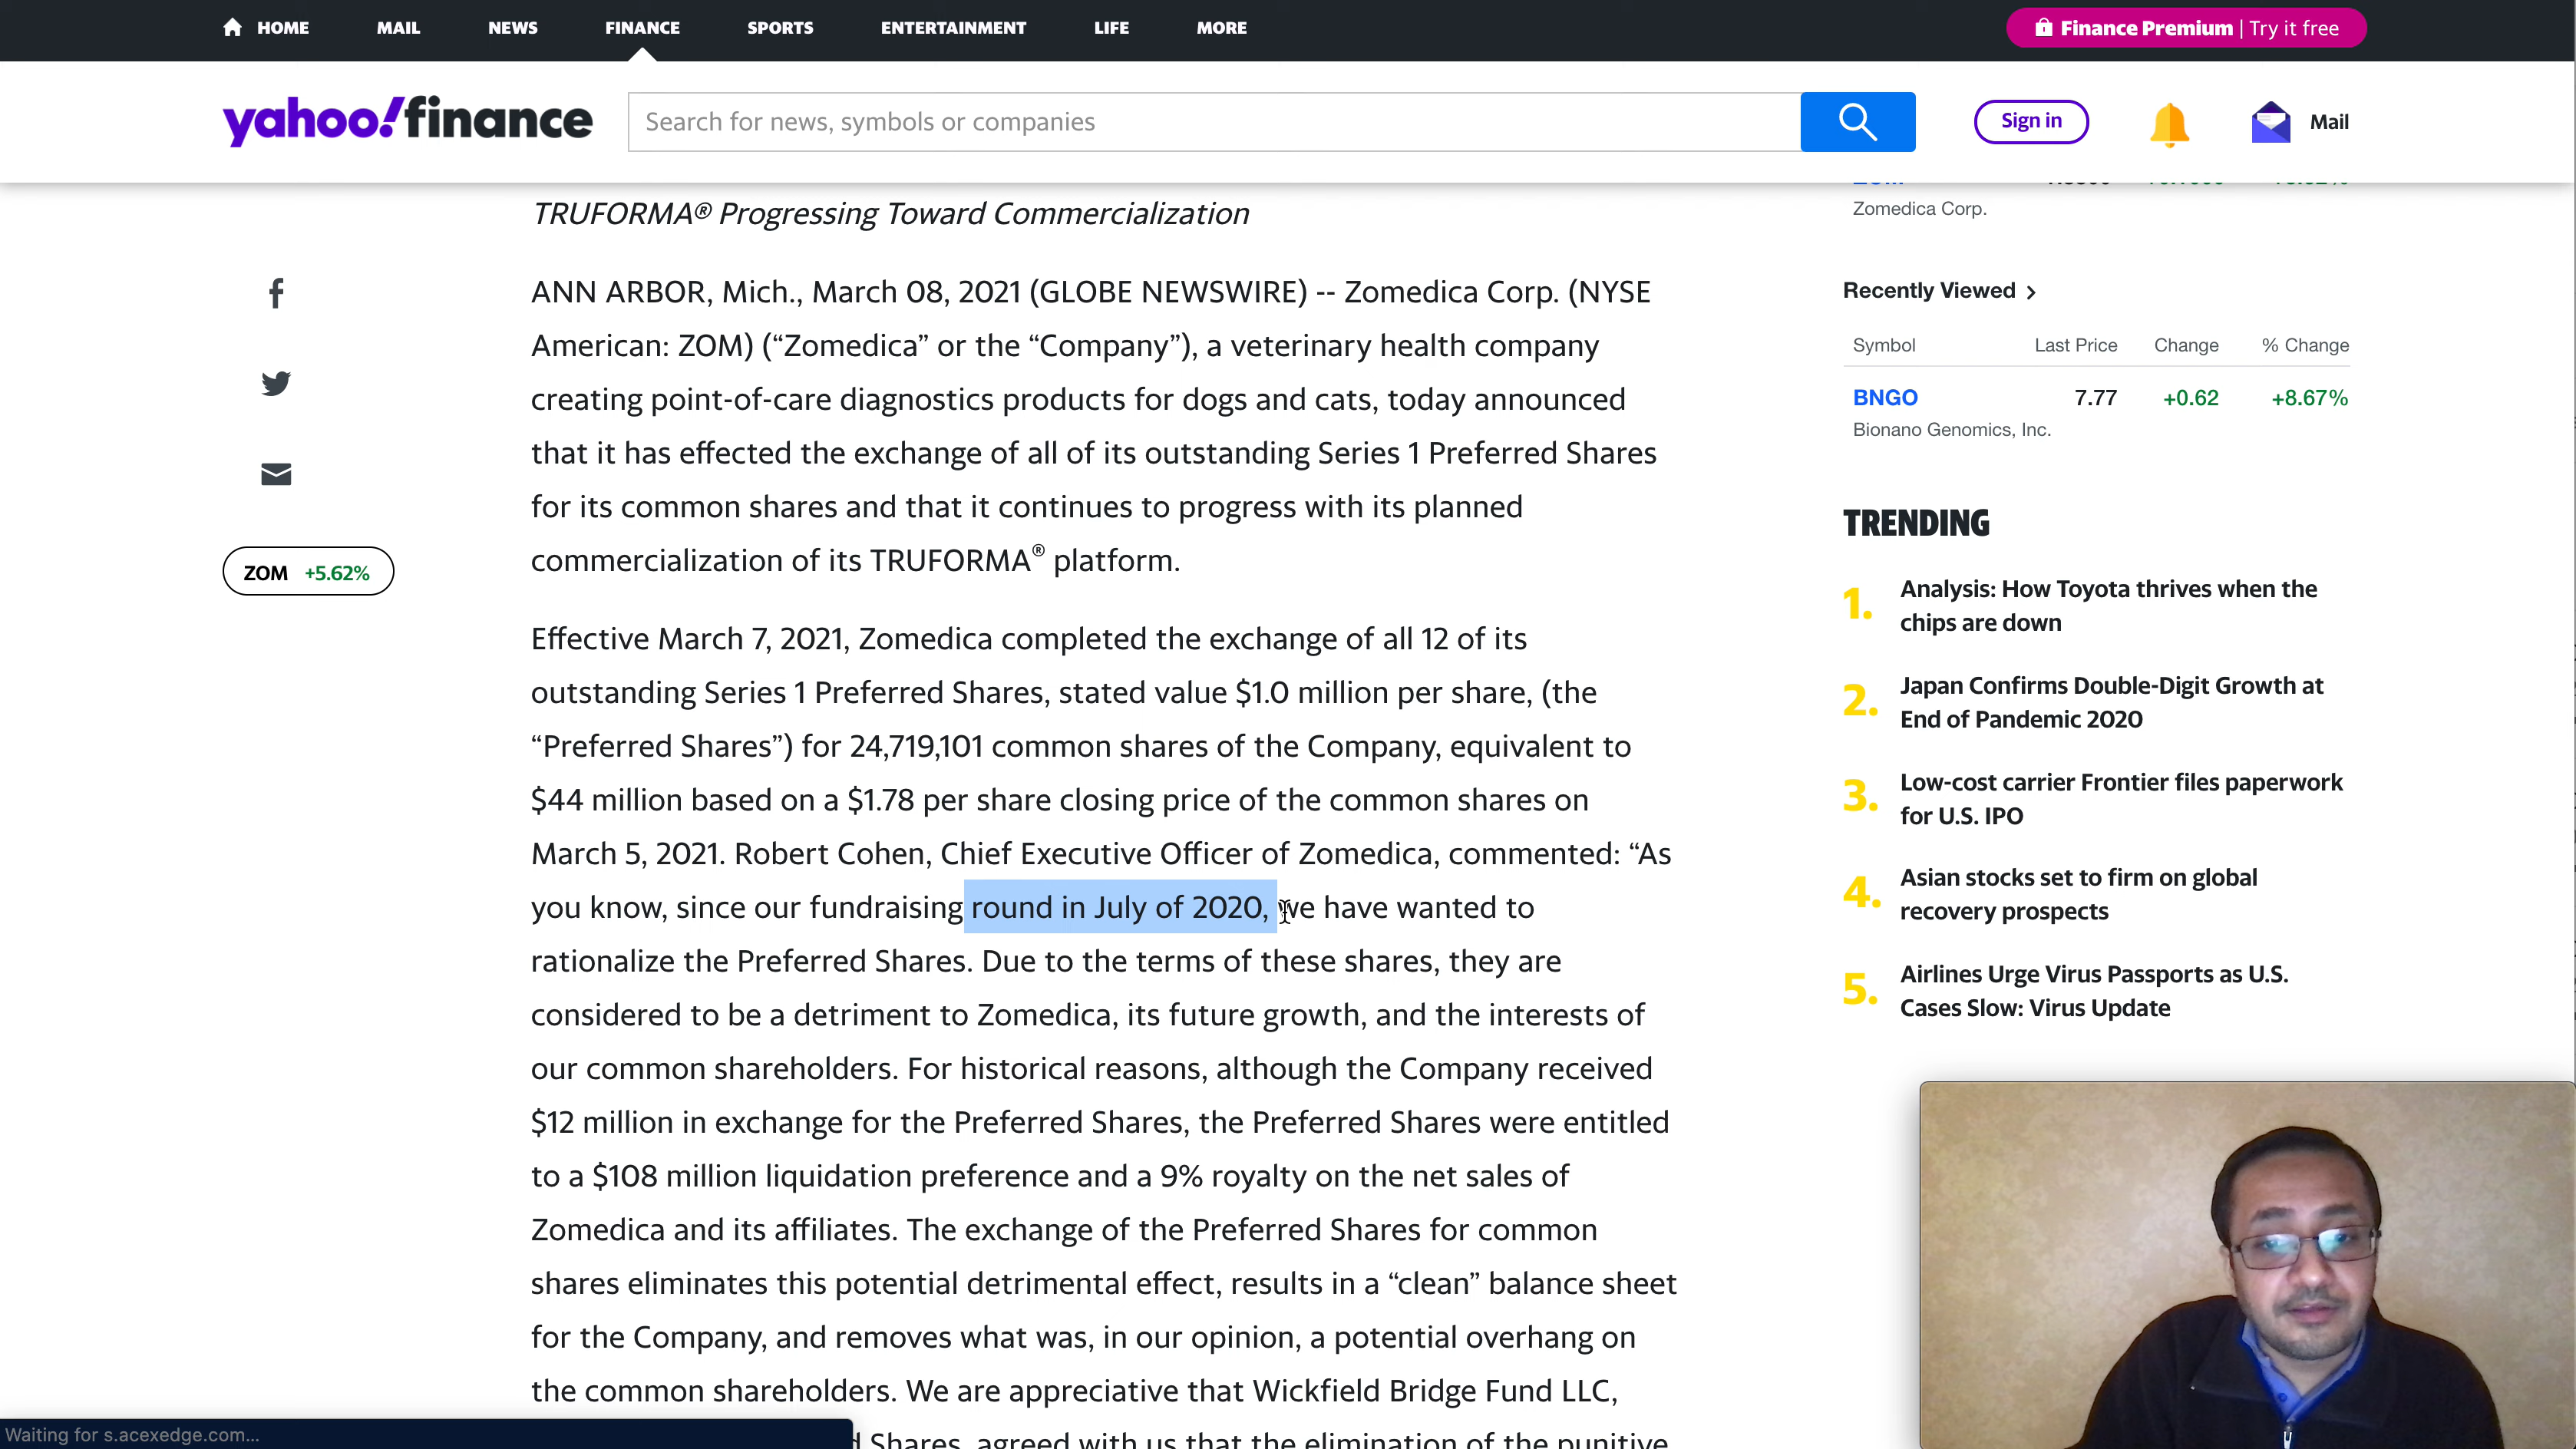 HOME MAIL NEWS FINANCE SPORTS ENTERTAINMENT LIFE MORE
Finance Premium | Try it free
yahoo!finance
Search for news, symbols or companies
Sign in
Mail
TRUFORMA® Progressing Toward Commercialization
ANN ARBOR, Mich., March 08, 2021 (GLOBE NEWSWIRE) -- Zomedica Corp. (NYSE
American: ZOM) (“Zomedica” or the “Company”), a veterinary health company
creating point-of-care diagnostics products for dogs and cats, today announced
that it has effected the exchange of all of its outstanding Series 1 Preferred Shares
for its common shares and that it continues to progress with its planned
commercialization of its TRUFORMA® platform.
ZOM +5.62%
Effective March 7, 2021, Zomedica completed the exchange of all 12 of its
outstanding Series 1 Preferred Shares, stated value $1.0 million per share, (the
“Preferred Shares”) for 24,719,101 common shares of the Company, equivalent to
$44 million based on a $1.78 per share closing price of the common shares on
March 5, 2021. Robert Cohen, Chief Executive Officer of Zomedica, commented: “As
you know, since our fundraising round in July of 2020, we have wanted to
rationalize the Preferred Shares. Due to the terms of these shares, they are
considered to be a detriment to Zomedica, its future growth, and the interests of
our common shareholders. For historical reasons, although the Company received
$12 million in exchange for the Preferred Shares, the Preferred Shares were entitled
to a $108 million liquidation preference and a 9% royalty on the net sales of
Zomedica and its affiliates. The exchange of the Preferred Shares for common
shares eliminates this potential detrimental effect, results in a “clean” balance sheet
for the Company, and removes what was, in our opinion, a potential overhang on
the common shareholders. We are appreciative that Wickfield Bridge Fund LLC,
Shares, agreed with us that the elimination of the punitive
Zomedica Corp.
Recently Viewed
Symbol Last Price Change % Change
BNGO 7.77 +0.62 +8.67%
Bionano Genomics, Inc.
TRENDING
1. Analysis: How Toyota thrives when the
chips are down
2. Japan Confirms Double-Digit Growth at
End of Pandemic 2020
3. Low-cost carrier Frontier files paperwork
for U.S. IPO
4. Asian stocks set to firm on global
recovery prospects
5. Airlines Urge Virus Passports as U.S.
Cases Slow: Virus Update
Waiting for s.acexedge.com...